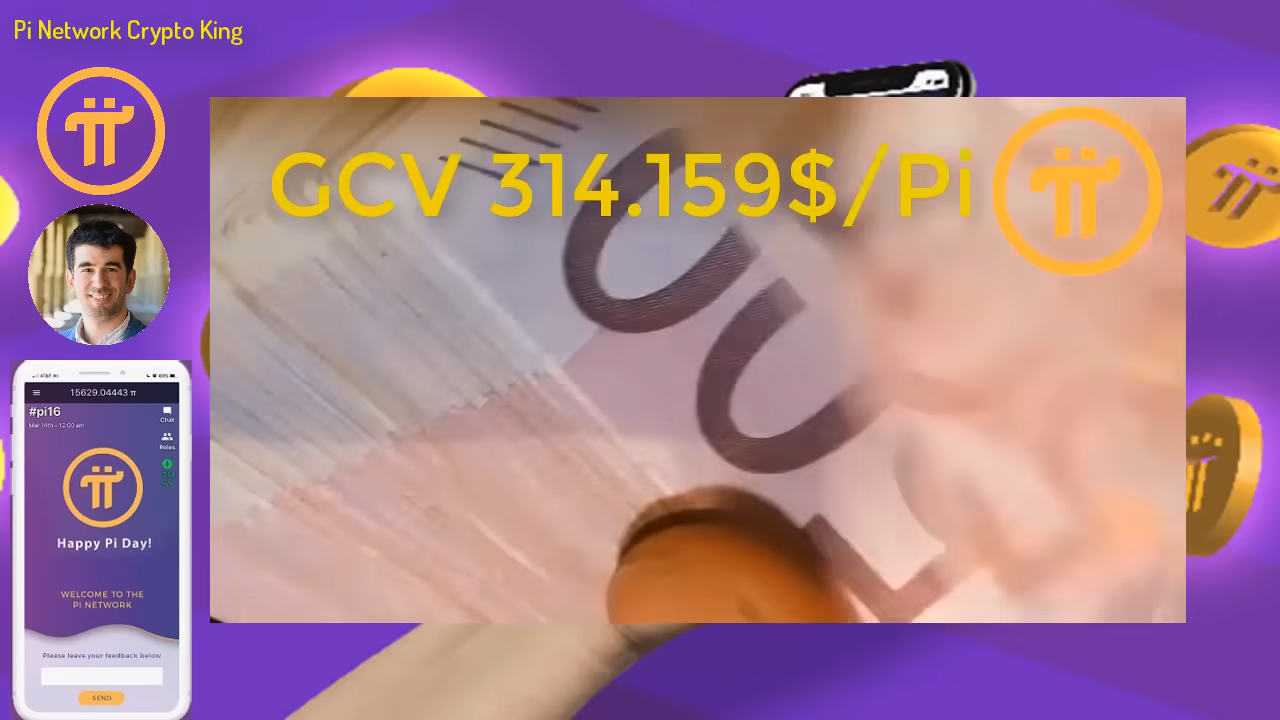 Pi Network Crypto King
GCV 314.159$/Pi
15629.04443 π
#pi16
Mar 14th - 12:00 am
Chat
Roles
Happy Pi Day!
WELCOME TO THE
PI NETWORK
Please leave your feedback below
SEND